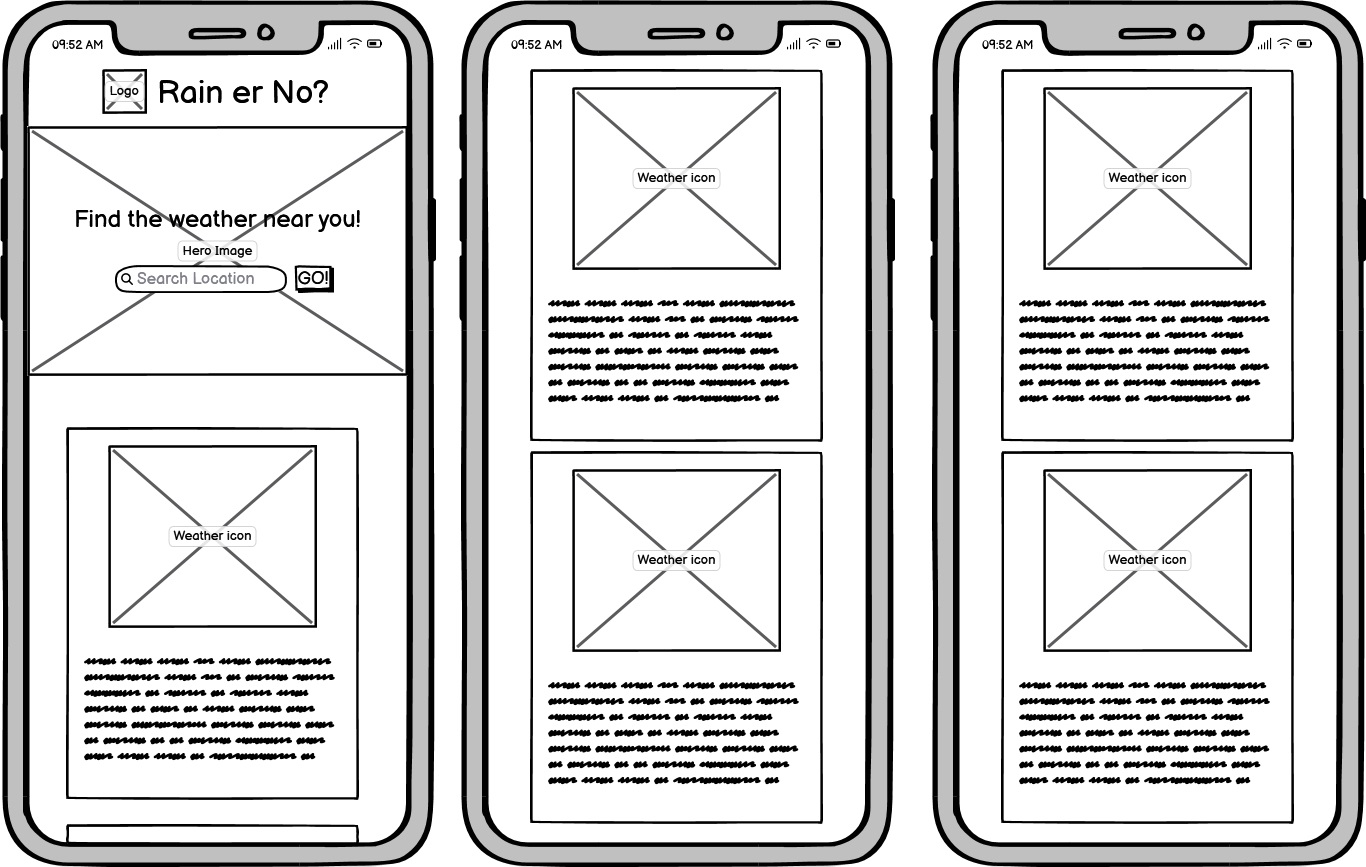 09:52 AM
Logo
Rain er No?
Find the weather near you!
Hero Image
Search Location
GO!
Weather icon
09:52 AM
Weather icon
Weather icon
09:52 AM
Weather icon
Weather icon